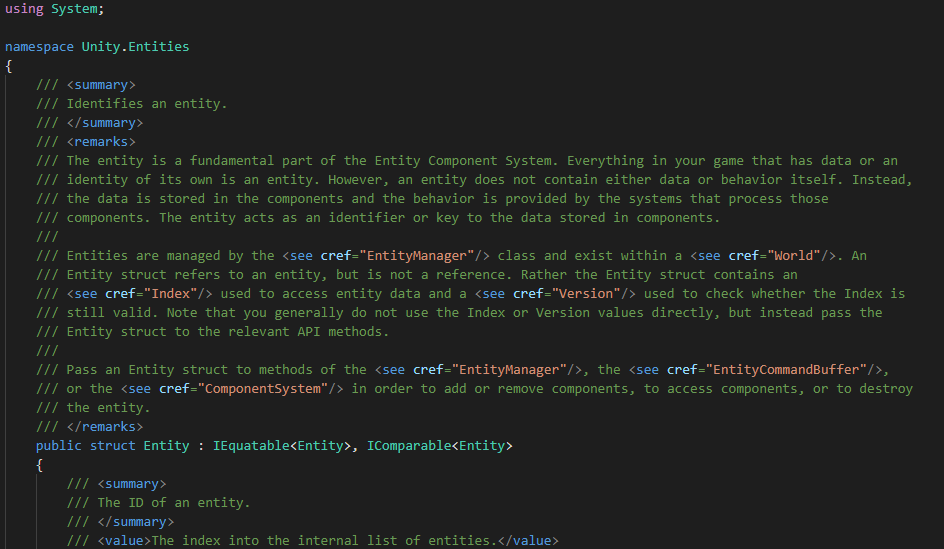 using System;
namespace Unity.Entities
{
/// <summary>
/// Identifies an entity.
/// </summary>
/// <remarks>
/// The entity is a fundamental part of the Entity Component System. Everything in your game that has data or an
/// identity of its own is an entity. However, an entity does not contain either data or behavior itself. Instead,
/// the data is stored in the components and the behavior is provided by the systems that process those
/// components. The entity acts as an identifier or key to the data stored in components.
///
/// Entities are managed by the <see cref="EntityManager"/> class and exist within a <see cref="World"/>. An
/// Entity struct refers to an entity, but is not a reference. Rather the Entity struct contains an
/// <see cref="Index"/> used to access entity data and a <see cref="Version"/> used to check whether the Index is
/// still valid. Note that you generally do not use the Index or Version values directly, but instead pass the
/// Entity struct to the relevant API methods.
///
/// Pass an Entity struct to methods of the <see cref="EntityManager"/>, the <see cref="EntityCommandBuffer"/>,
/// or the <see cref="ComponentSystem"/> in order to add or remove components, to access components, or to destroy
/// the entity.
/// </remarks>
public struct Entity : IEquatable<Entity>, IComparable<Entity>
{
/// <summary>
/// The ID of an entity.
/// </summary>
/// <value>The index into the internal list of entities.</value>